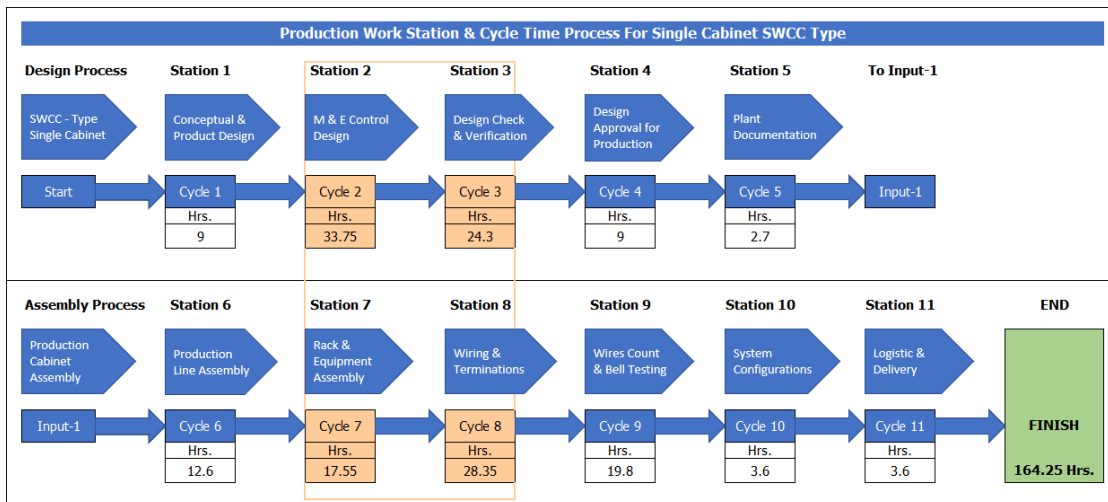 Production Work Station & Cycle Time Process For Single Cabinet SWCC Type
Design Process
Station 1
Station 2
Station 3
Station 4
Station 5
To Input-1
SWCC - Type
Single Cabinet
Conceptual &
Product Design
M & E Control
Design
Design Check
& Verification
Design
Approval for
Production
Plant
Documentation
Start
Cycle 1
Cycle 2
Cycle 3
Cycle 4
Cycle 5
Input-1
Hrs.
Hrs.
Hrs.
Hrs.
Hrs.
9
33.75
24.3
9
2.7
Assembly Process
Station 6
Station 7
Station 8
Station 9
Station 10
Station 11
END
Production
Cabinet
Assembly
Production
Line Assembly
Rack &
Equipment
Assembly
Wiring &
Terminations
Wires Count
& Bell Testing
System
Configurations
Logistic &
Delivery
Input-1
Cycle 6
Cycle 7
Cycle 8
Cycle 9
Cycle 10
Cycle 11
FINISH
Hrs.
Hrs.
Hrs.
Hrs.
Hrs.
Hrs.
12.6
17.55
28.35
19.8
3.6
3.6
164.25 Hrs.